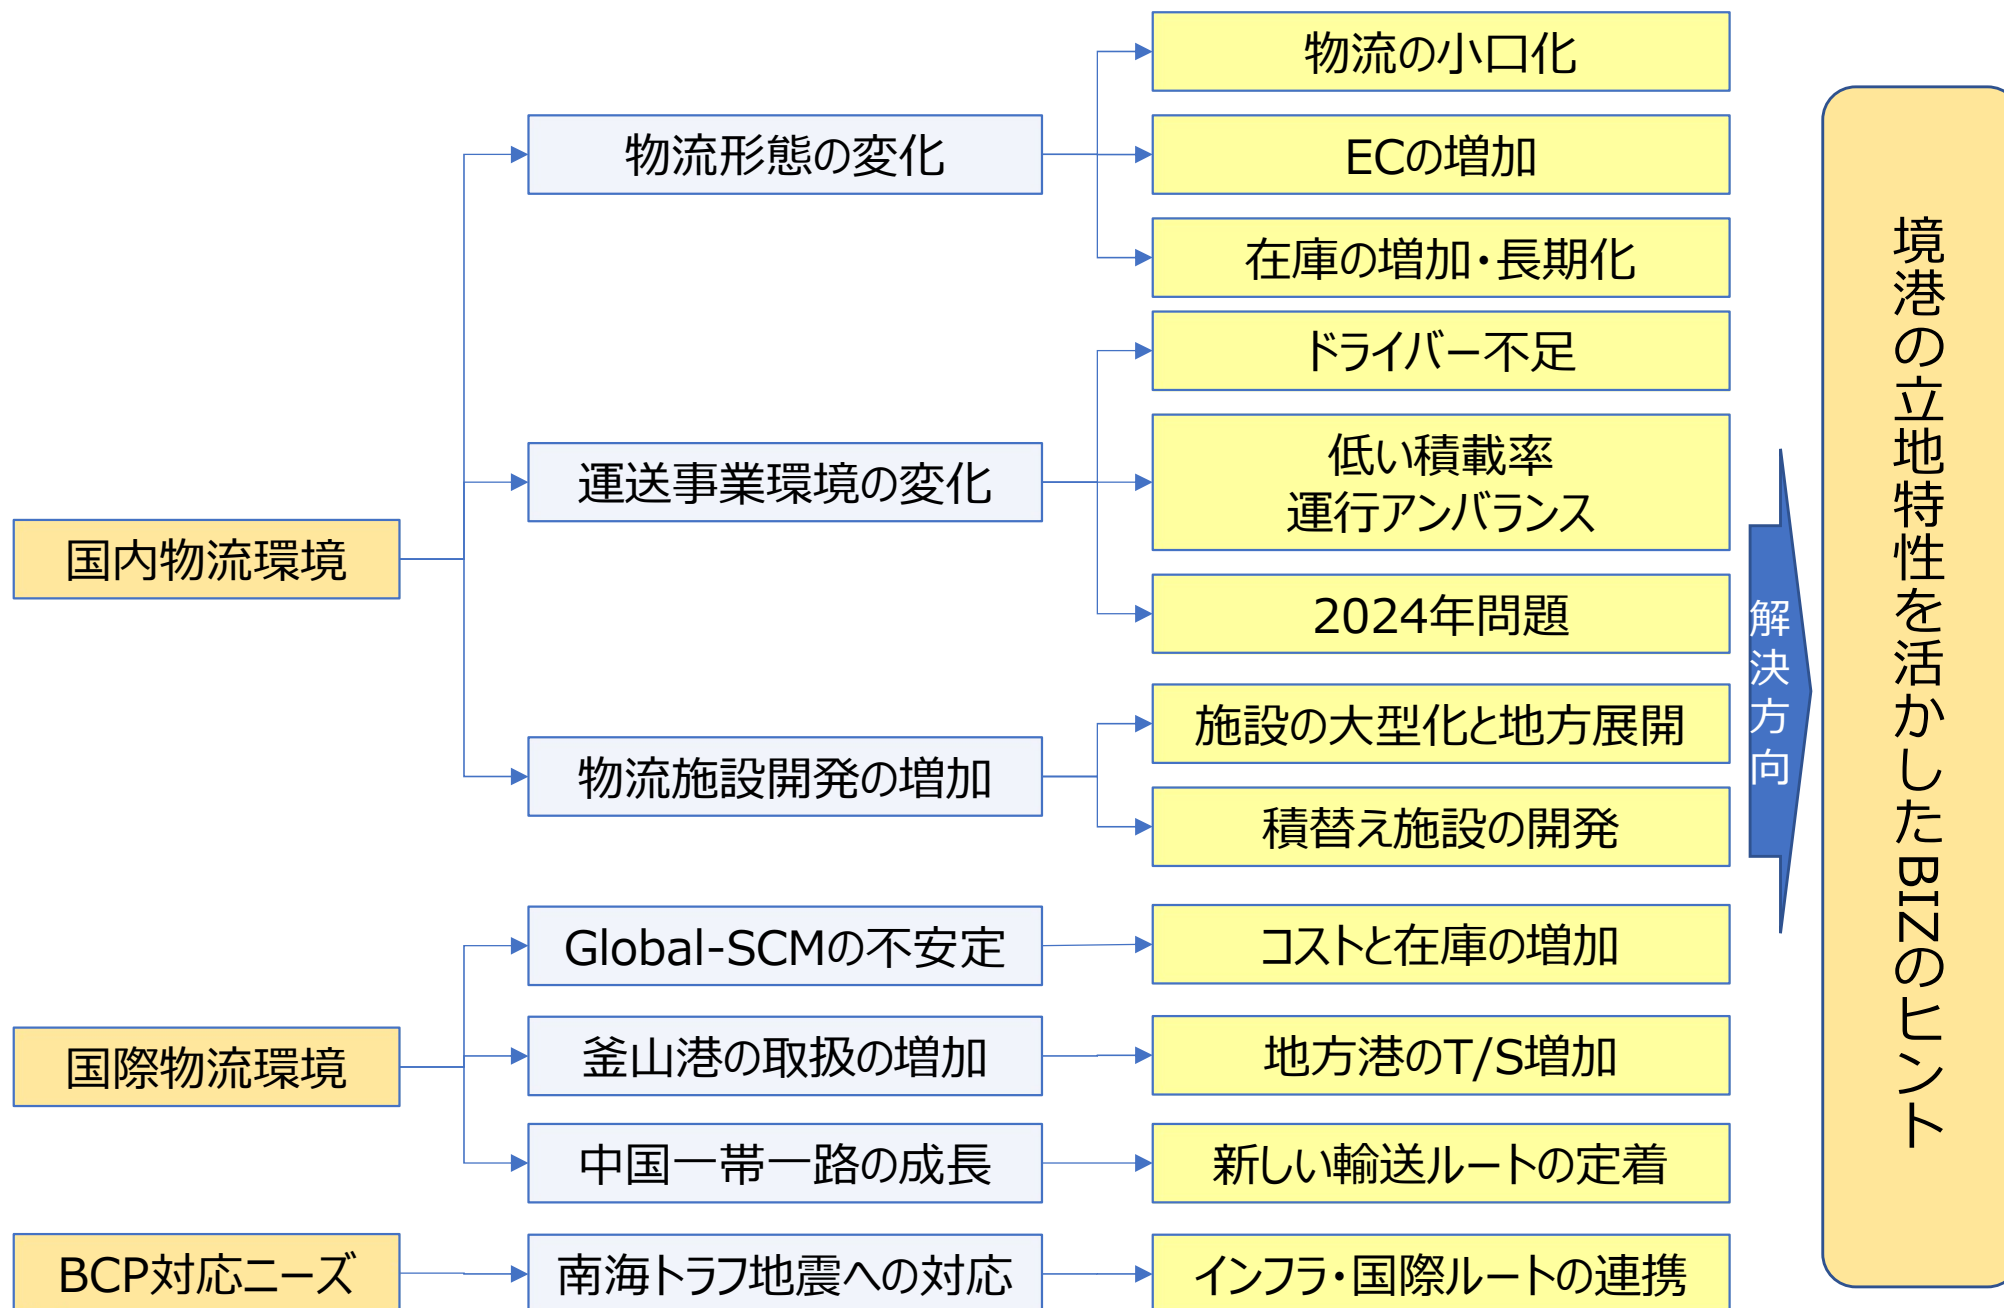 国内物流環境
物流形態の変化
物流の小口化
ECの増加
在庫の増加・長期化
運送事業環境の変化
ドライバー不足
低い積載率
運行アンバランス
2024年問題
物流施設開発の増加
施設の大型化と地方展開
積替え施設の開発
国際物流環境
Global-SCMの不安定
コストと在庫の増加
釜山港の取扱の増加
地方港のT/S増加
中国一帯一路の成長
新しい輸送ルートの定着
BCP対応ニーズ
南海トラフ地震への対応
インフラ・国際ルートの連携
解決方向
境港の立地特性を活かしたBIZのヒント